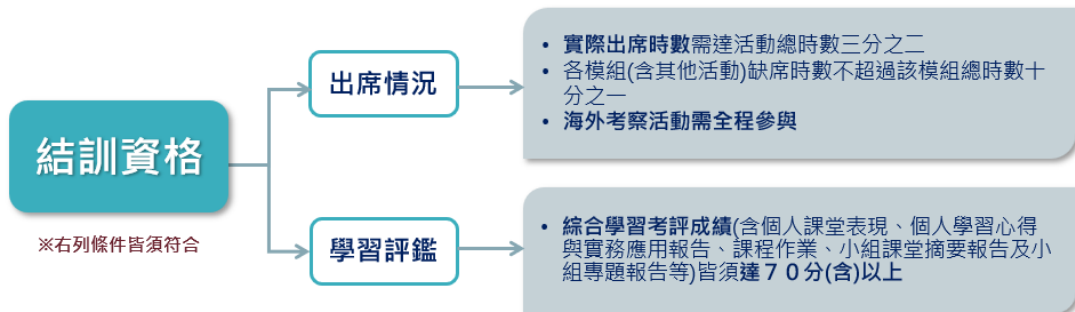 結訓資格
※右列條件皆須符合
出席情況
• 實際出席時數需達活動總時數三分之二
• 各模組(含其他活動)缺席時數不超過該模組總時數十
分之一
• 海外考察活動需全程參與
學習評鑑
• 綜合學習考評成績(含個人課堂表現、個人學習心得
與實務應用報告、課程作業、小組課堂摘要報告及小
組專題報告等)皆須達７０分(含)以上